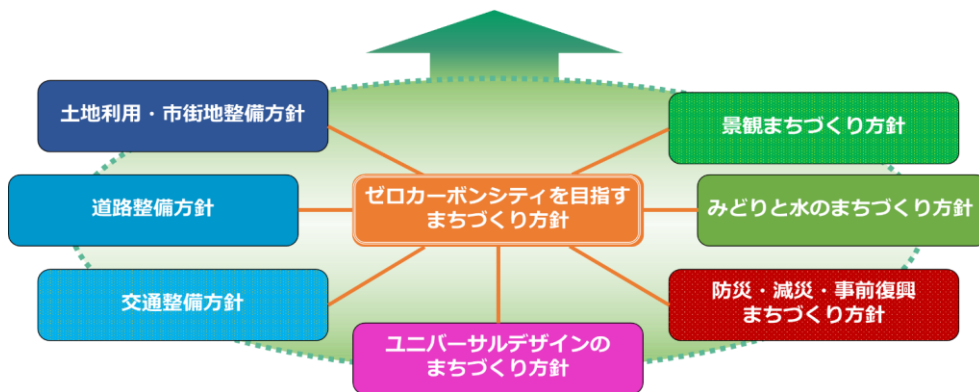 土地利用・市街地整備方針
景観まちづくり方針
道路整備方針
ゼロカーボンシティを目指す
まちづくり方針
みどりと水のまちづくり方針
交通整備方針
防災・減災・事前復興
まちづくり方針
ユニバーサルデザインの
まちづくり方針